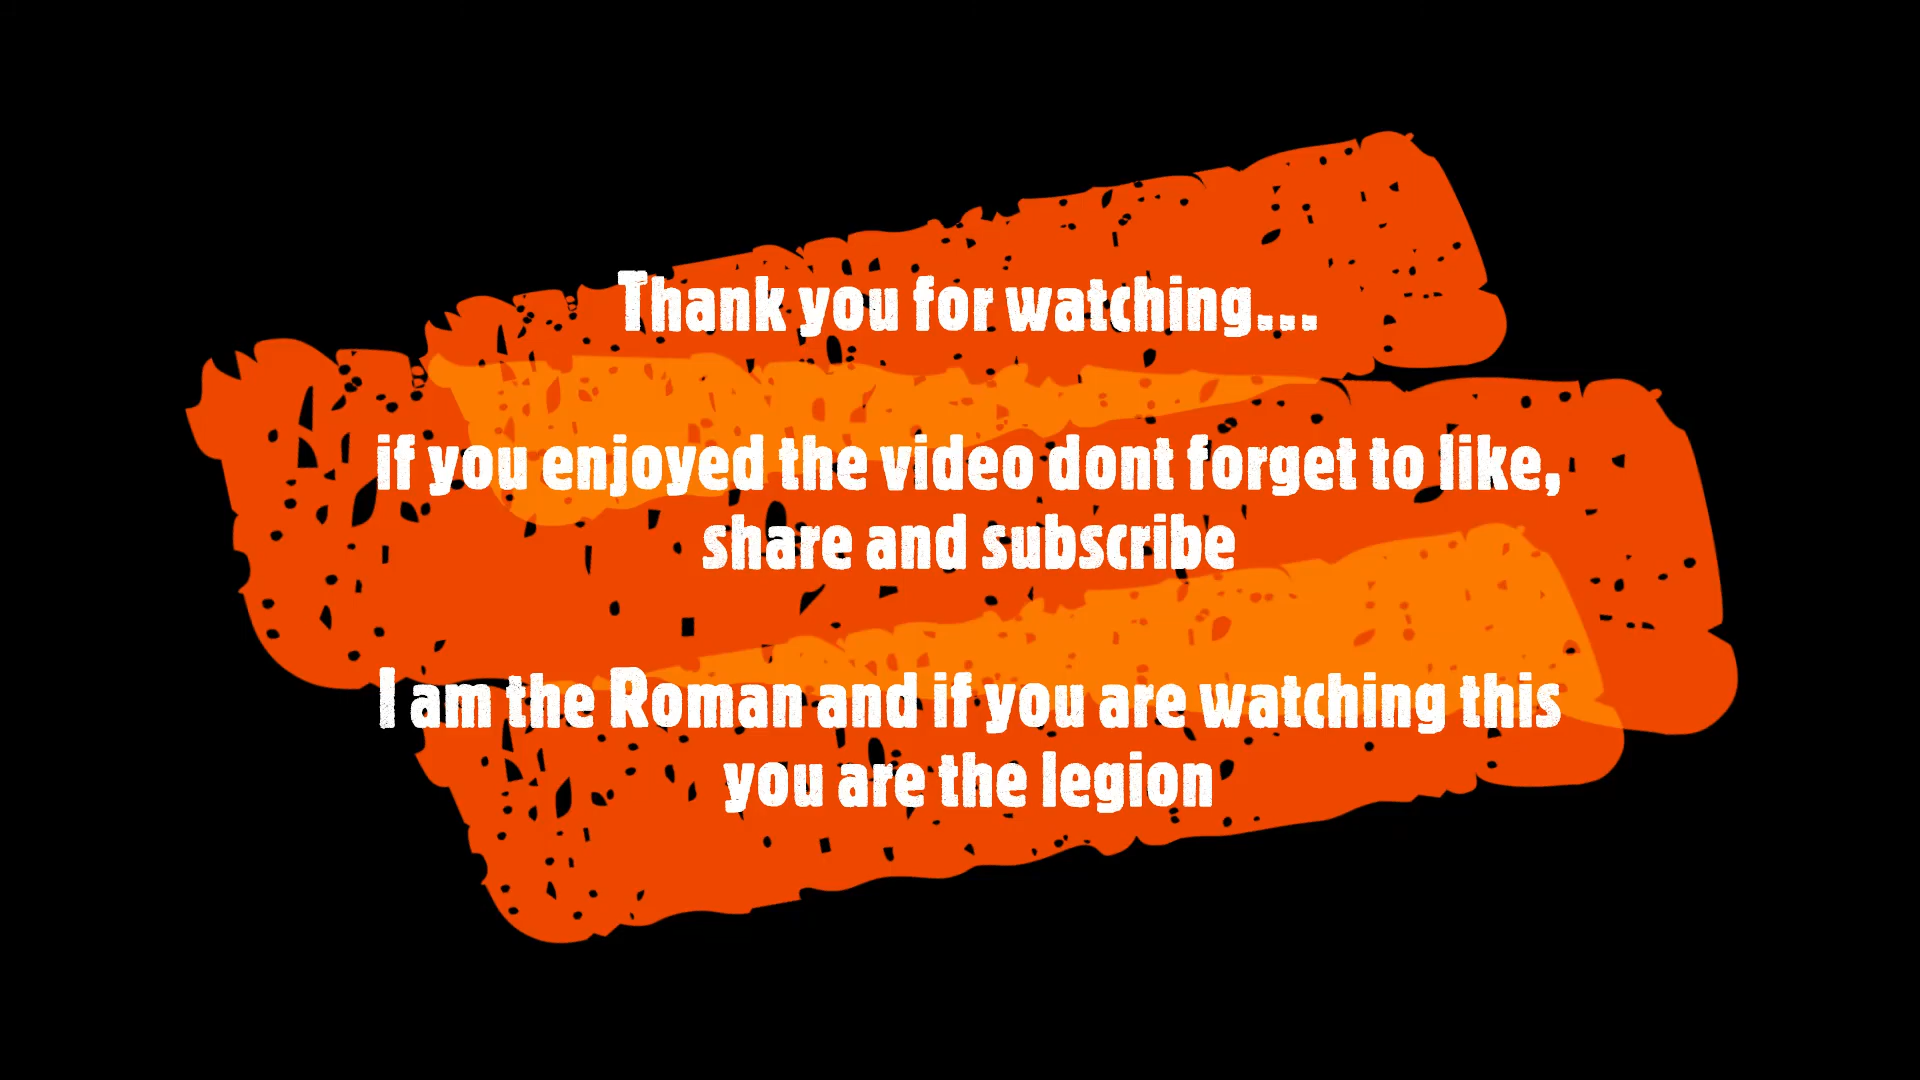 Thank you for watching...
if you enjoyed the video dont forget to like,
share and subscribe
I am the Roman and if you are watching this
you are the legion